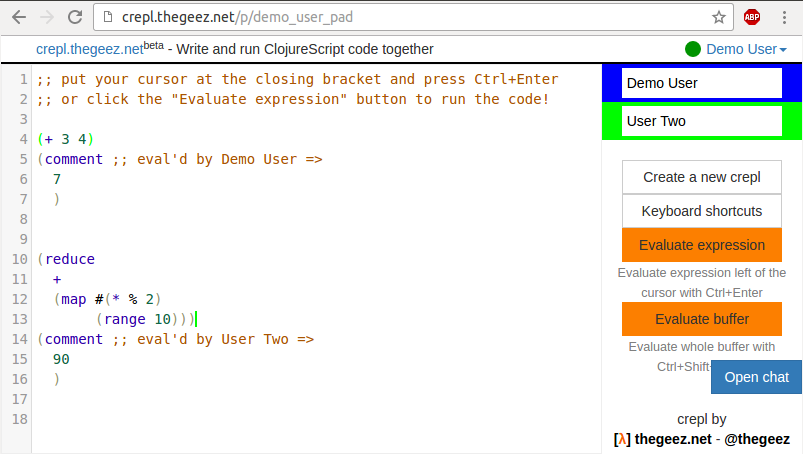 crepl.thegeez.net/p/demo_user_pad
ABP
crepl.thegeez.net beta - Write and run ClojureScript code together
Demo User
1 ;; put your cursor at the closing bracket and press Ctrl+Enter
2 ;; or click the "Evaluate expression" button to run the code!
3
4 (+ 3 4)
5 (comment ;; eval'd by Demo User =>
6 7
7 )
8
9
10 (reduce
11 +
12 (map #(* % 2)
13 (range 10)))
14 (comment ;; eval'd by User Two =>
15 90
16 )
17
18
Demo User
User Two
Create a new crepl
Keyboard shortcuts
Evaluate expression
Evaluate expression left of the
cursor with Ctrl+Enter
Evaluate buffer
Evaluate whole buffer with
Ctrl+Shift
Open chat
crepl by
[λ] thegeez.net - @thegeez